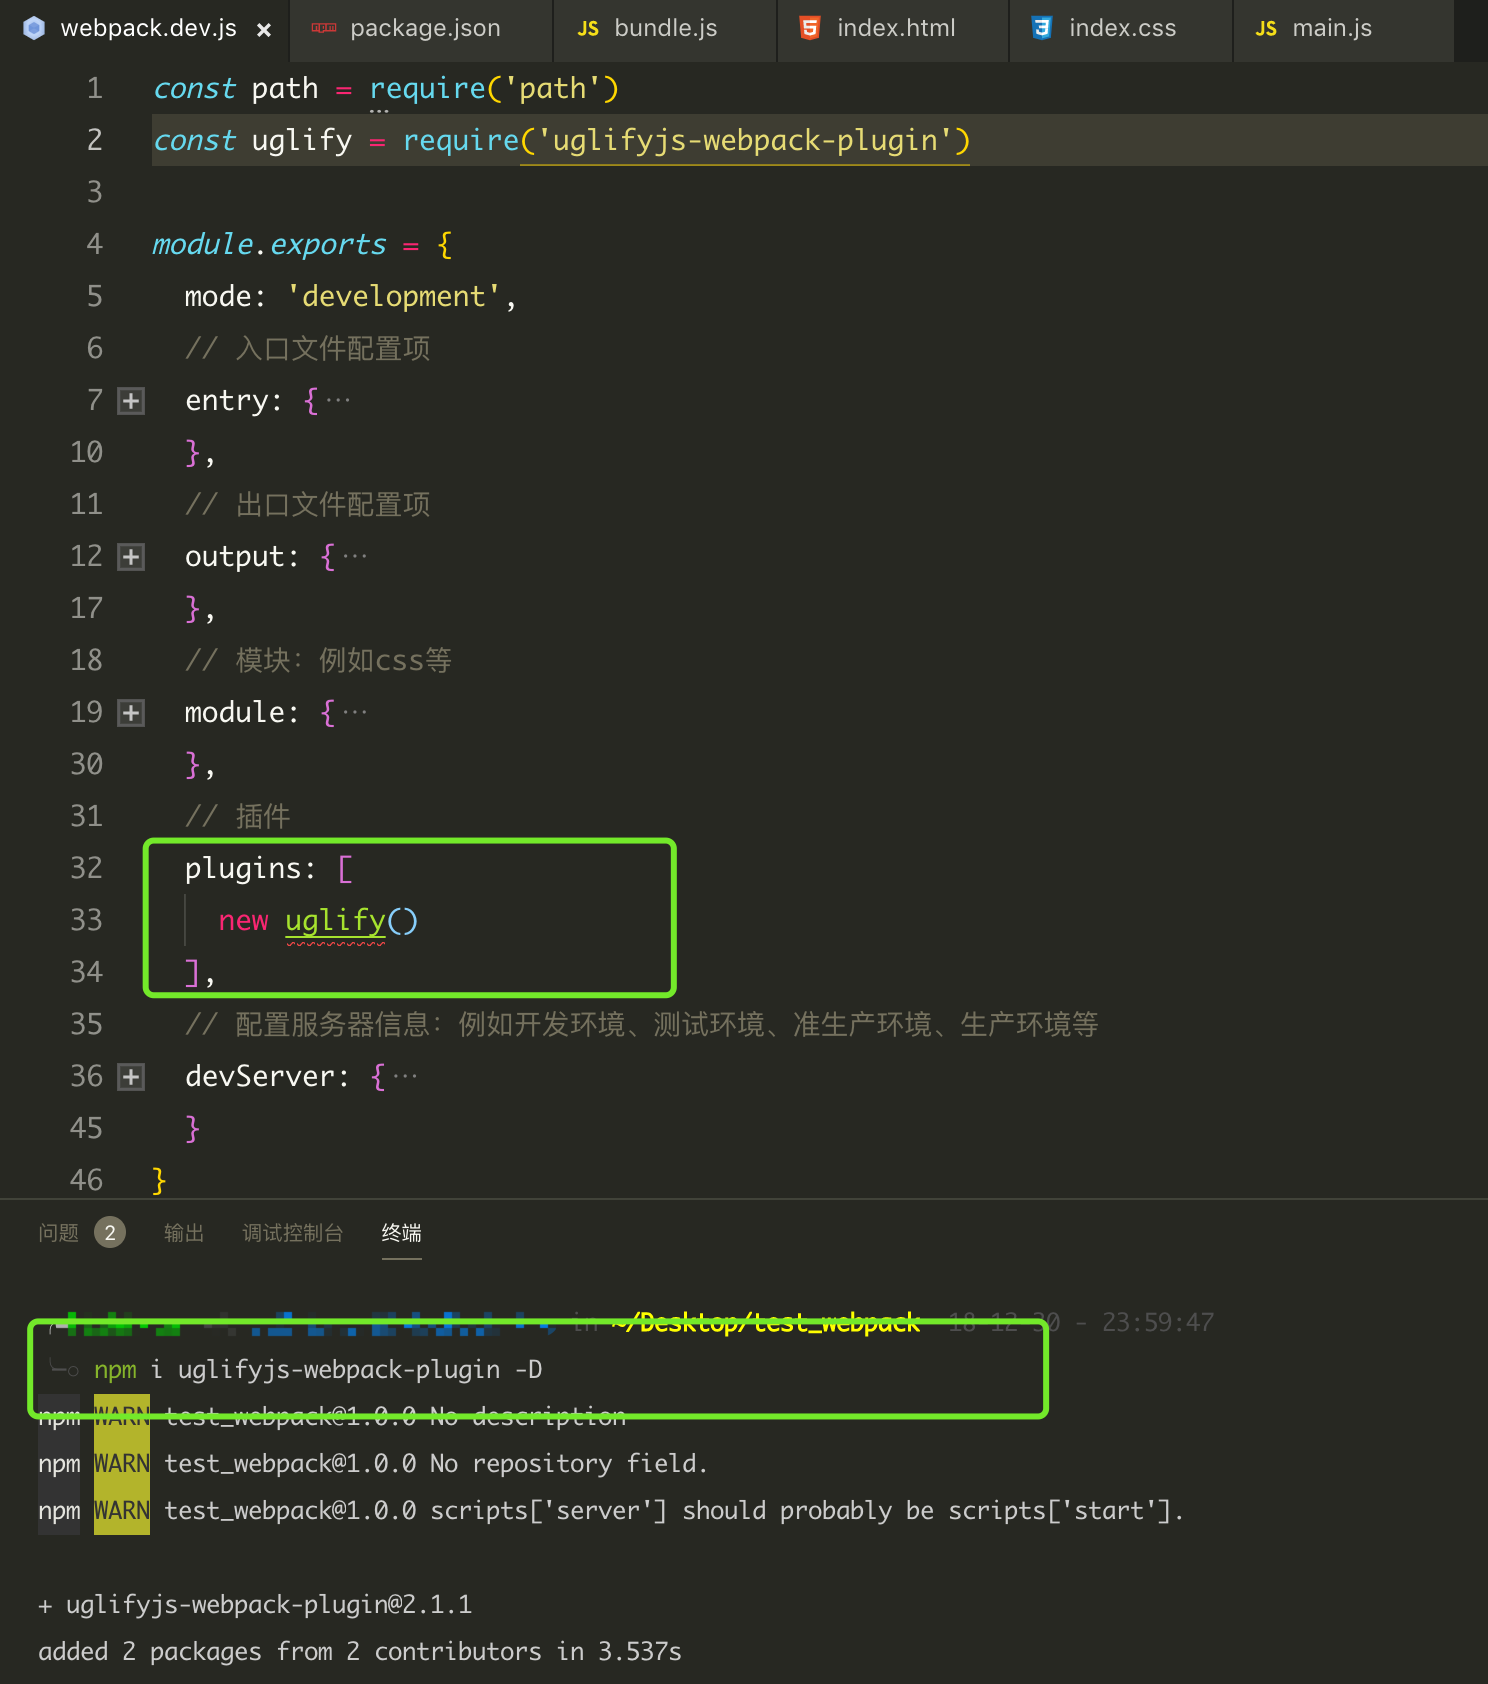 webpack.dev.js × package.json JS bundle.js index.html index.css JS main.js
1 const path = require('path')
2 const uglify = require('uglifyjs-webpack-plugin')
3
4 module.exports = {
5 mode: 'development',
6 // 入口文件配置项
7 entry: {···
10 },
11 // 出口文件配置项
12 output: {···
17 },
18 // 模块：例如css等
19 module: {···
30 },
31 // 插件
32 plugins: [
33 new uglify()
34 ],
35 // 配置服务器信息：例如开发环境、测试环境、准生产环境、生产环境等
36 devServer: {···
45 }
46 }
问题 2 输出 调试控制台 终端
in ~/Desktop/test_webpack 18-12-30 - 23:59:47
npm i uglifyjs-webpack-plugin -D
npm WARN test_webpack@1.0.0 No description
npm WARN test_webpack@1.0.0 No repository field.
npm WARN test_webpack@1.0.0 scripts['server'] should probably be scripts['start'].
+ uglifyjs-webpack-plugin@2.1.1
added 2 packages from 2 contributors in 3.537s